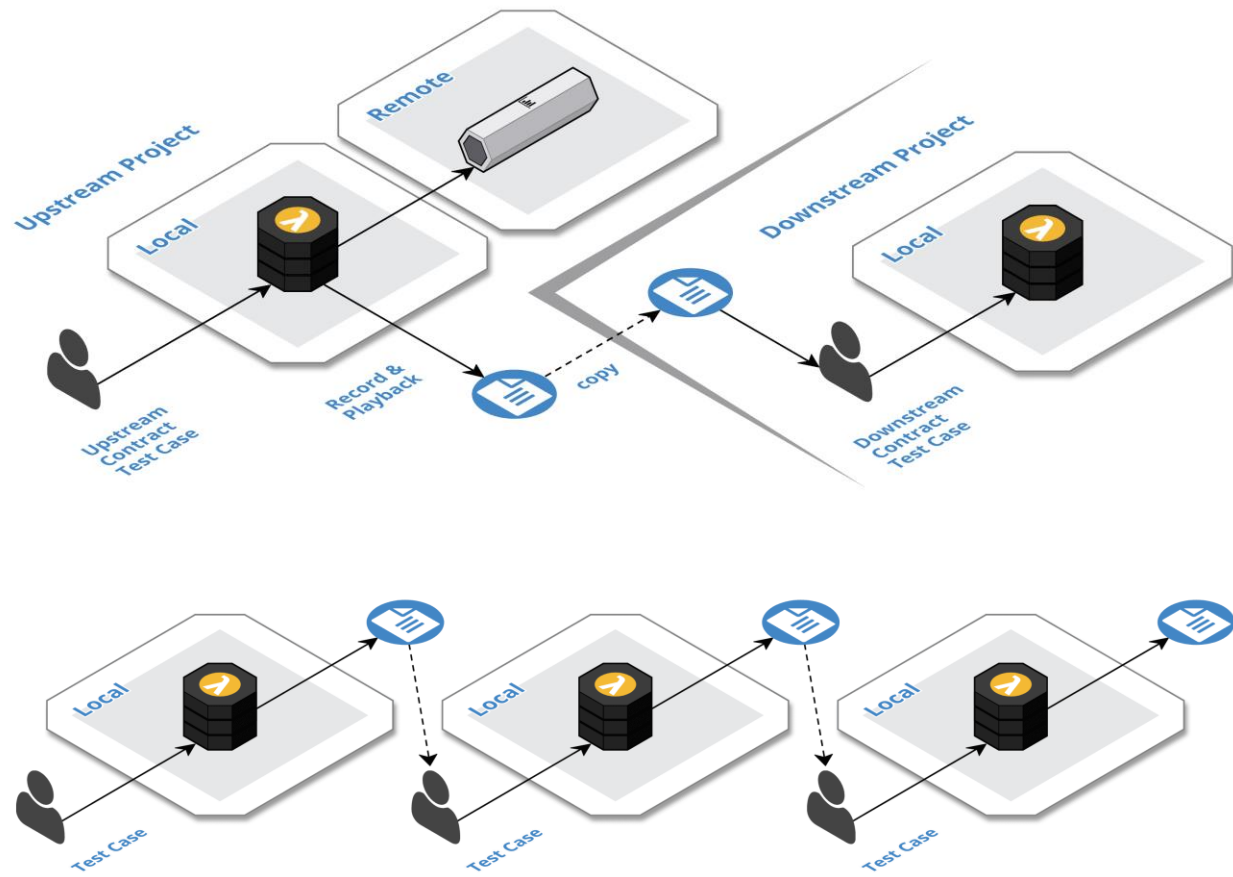 Remote
Upstream Project
Local
Record &
Playback
Upstream
Contract
Test Case
copy
Downstream Project
Local
Downstream
Contract
Test Case
Local
Test Case
Local
Test Case
Local
Test Case